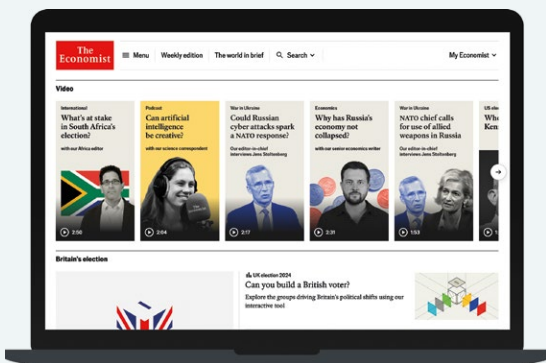 The
Economist
Menu
Weekly edition
The world in brief
Search
My Economist
Video
International
What's at stake
in South Africa's
election?
with our Africa editor
2:50
Podcast
Can artificial
intelligence
be creative?
with our science correspondent
2:04
War in Ukraine
Could Russian
cyber attacks spark
a NATO response?
Our editor-in-chief
interviews Jens Stoltenberg
2:17
Economics
Why has Russia's
economy not
collapsed?
with our senior economics writer
2:31
War in Ukraine
NATO chief calls
for use of allied
weapons in Russia
Our editor-in-chief
interviews Jens Stoltenberg
1:53
Britain's election
UK election 2024
Can you build a British voter?
Explore the groups driving Britain's political shifts using our
interactive tool